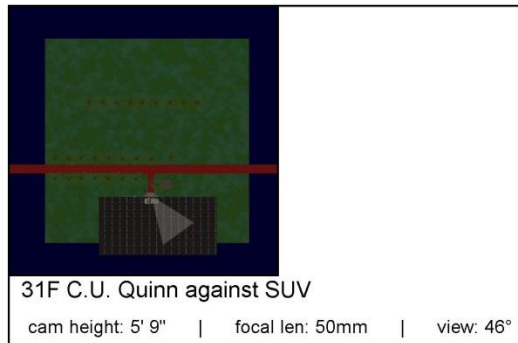 31F C.U. Quinn against SUV
cam height: 5' 9" | focal len: 50mm | view: 46°